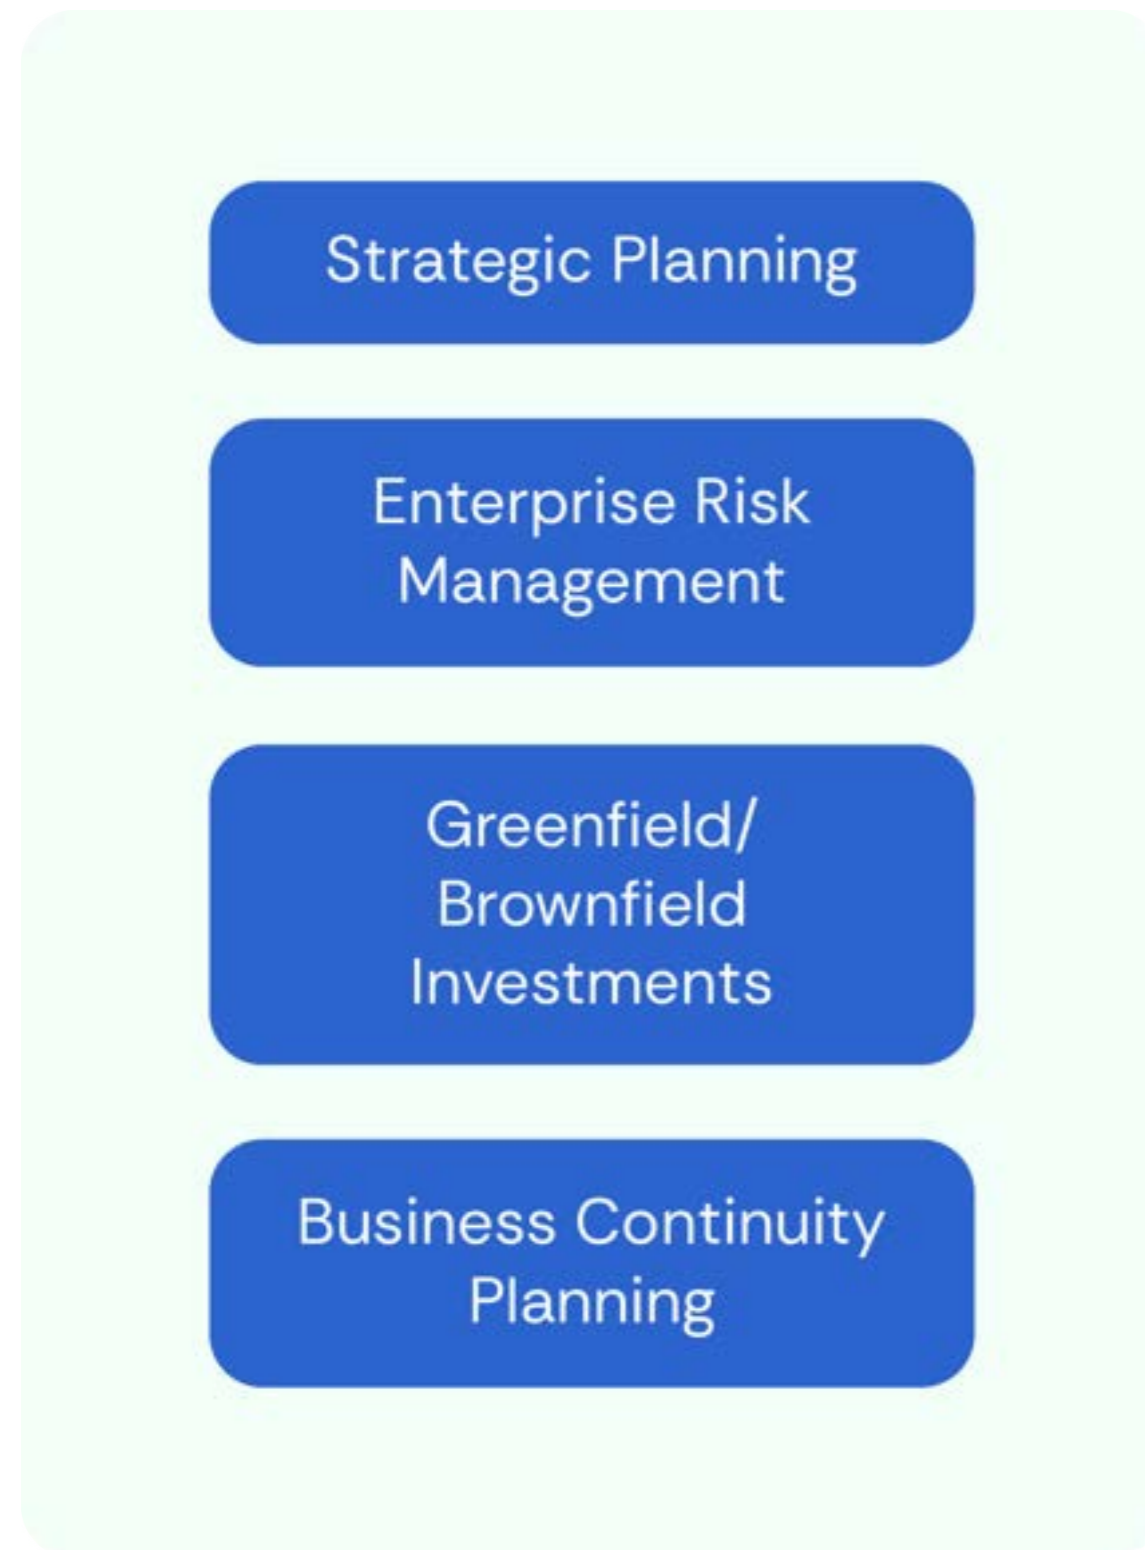 Strategic Planning
Enterprise Risk
Management
Greenfield/
Brownfield
Investments
Business Continuity
Planning